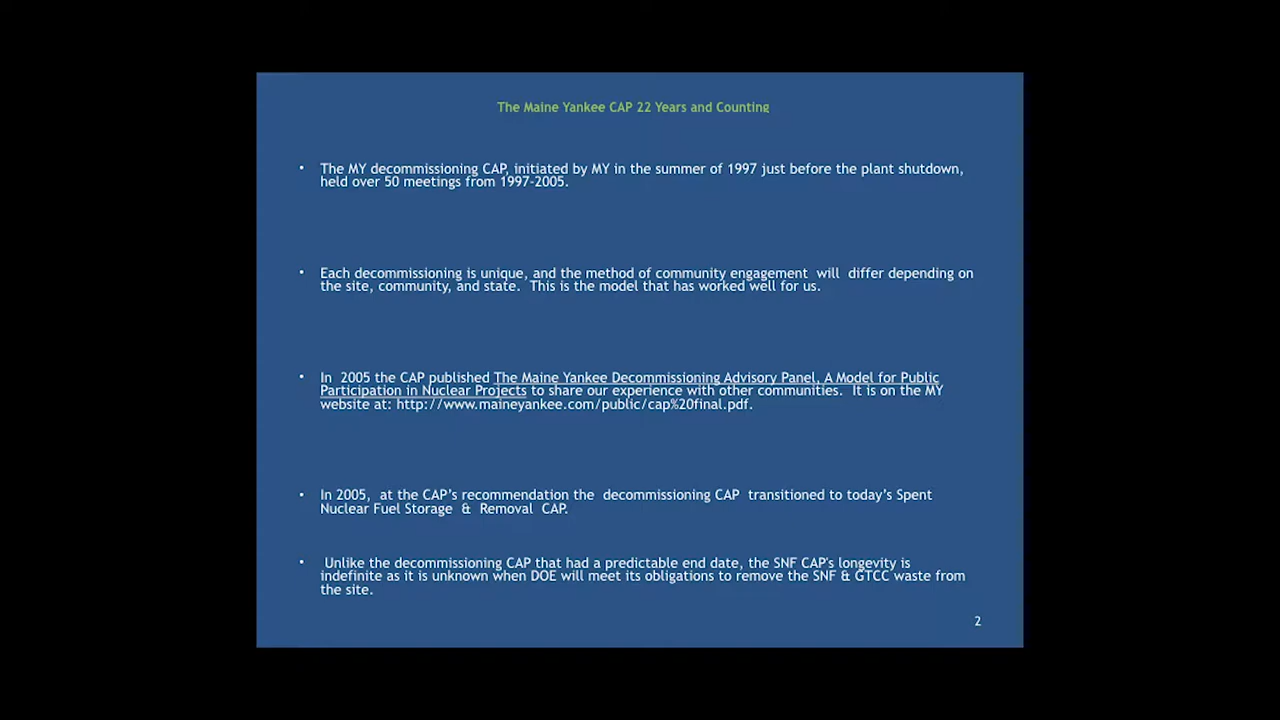 The Maine Yankee CAP 22 Years and Counting
• The MY decommissioning CAP, initiated by MY in the summer of 1997 just before the plant shutdown,
held over 50 meetings from 1997-2005.
• Each decommissioning is unique, and the method of community engagement  will  differ depending on
the site, community, and state.  This is the model that has worked well for us.
• In  2005 the CAP published The Maine Yankee Decommissioning Advisory Panel, A Model for Public
Participation in Nuclear Projects to share our experience with other communities.  It is on the MY
website at: http://www.maineyankee.com/public/cap%20final.pdf.
• In 2005,  at the CAP’s recommendation the  decommissioning CAP  transitioned to today’s Spent
Nuclear Fuel Storage  &  Removal  CAP.
• Unlike the decommissioning CAP that had a predictable end date, the SNF CAP's longevity is
indefinite as it is unknown when DOE will meet its obligations to remove the SNF & GTCC waste from
the site.
2